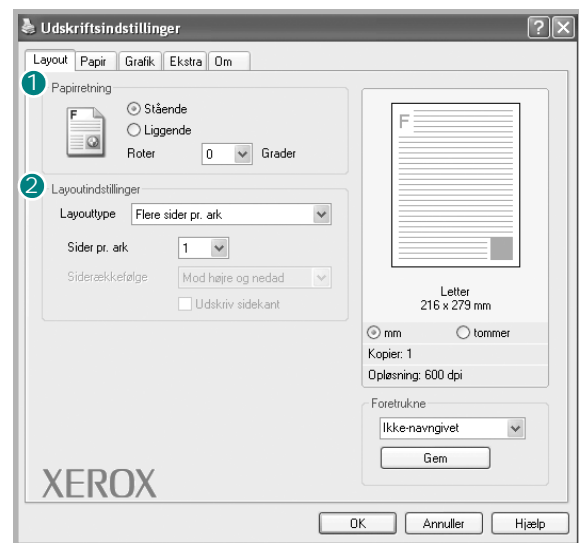 Udskriftsindstillinger
Layout Papir Grafik Ekstra Om
1
Papirretning
F
Stående
Liggende
Roter 0 Grader
2
Layoutindstillinger
Layouttype Flere sider pr. ark
Sider pr. ark 1
Siderækkefølge Mod højre og nedad
Udskriv sidekant
F
Letter
216 x 279 mm
mm tommer
Kopier: 1
Opløsning: 600 dpi
Foretrukne
Ikke-navngivet
Gem
XEROX
OK Annuller Hjælp